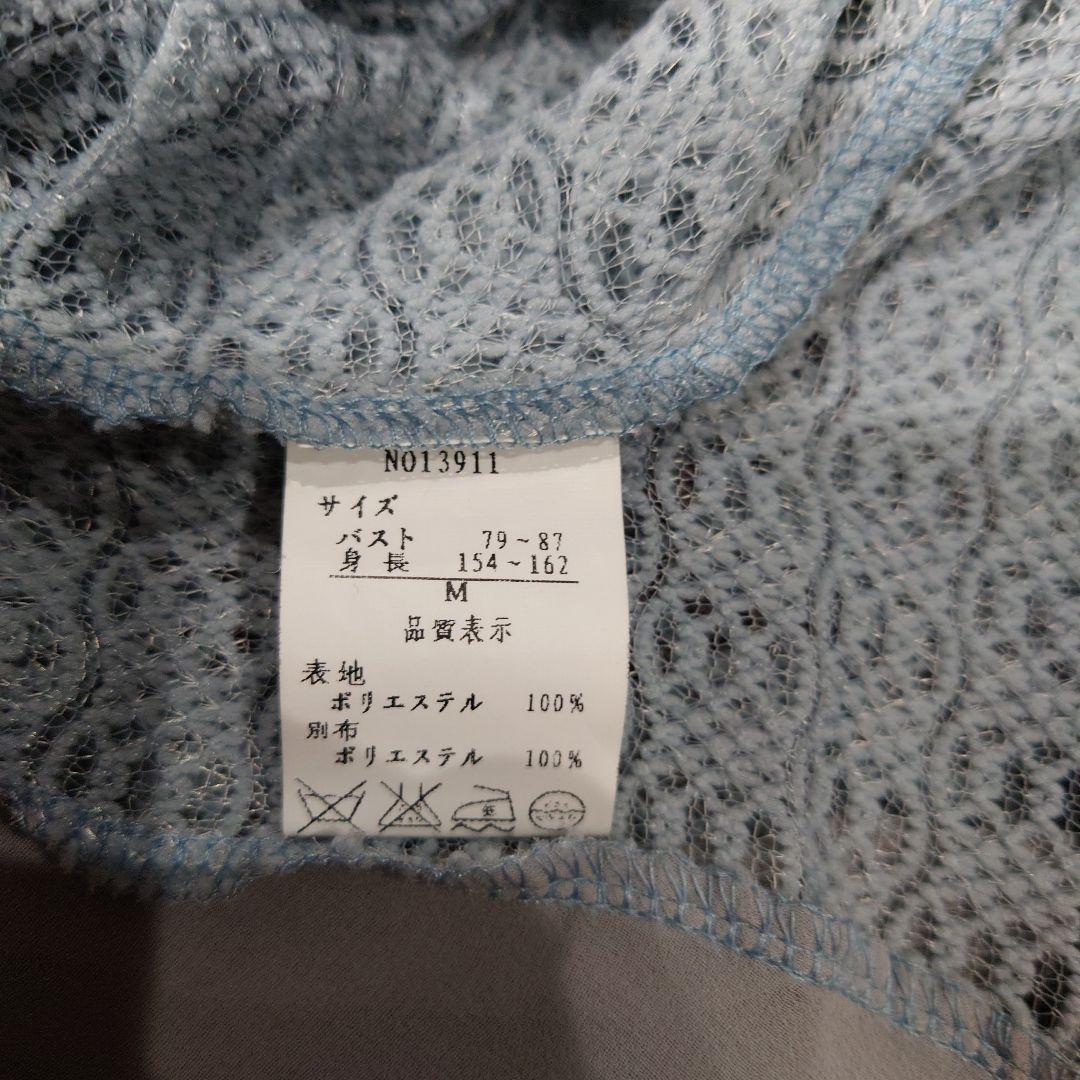 NO13911
サイズ
バスト 79~87
身長 154~162
M
品質表示
表地
ポリエステル 100%
別布
ポリエステル 100%